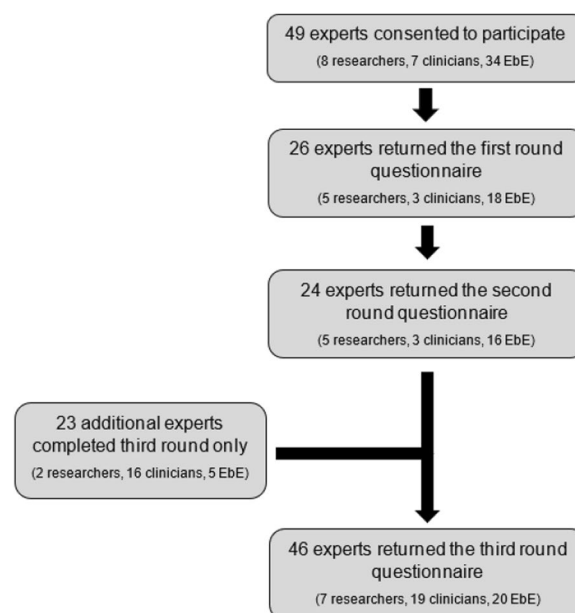 49 experts consented to participate
(8 researchers, 7 clinicians, 34 EbE)
26 experts returned the first round
questionnaire
(5 researchers, 3 clinicians, 18 EbE)
24 experts returned the second
round questionnaire
(5 researchers, 3 clinicians, 16 EbE)
23 additional experts
completed third round only
(2 researchers, 16 clinicians, 5 EbE)
46 experts returned the third round
questionnaire
(7 researchers, 19 clinicians, 20 EbE)